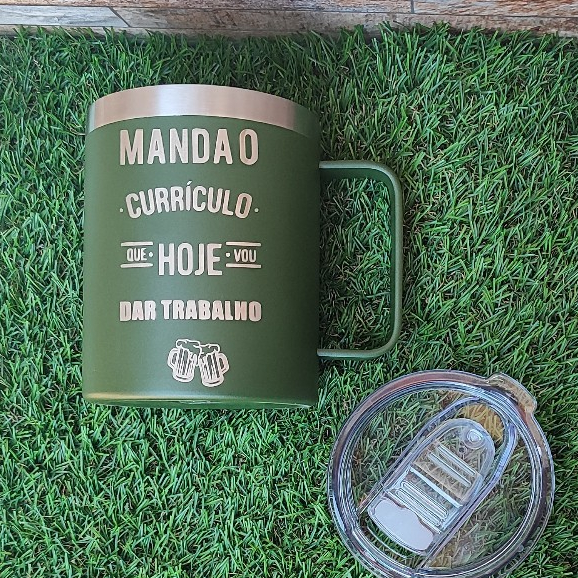 MANDA O
·CURRÍCULO·
QUE·HOJE·VOU
DAR TRABALHO